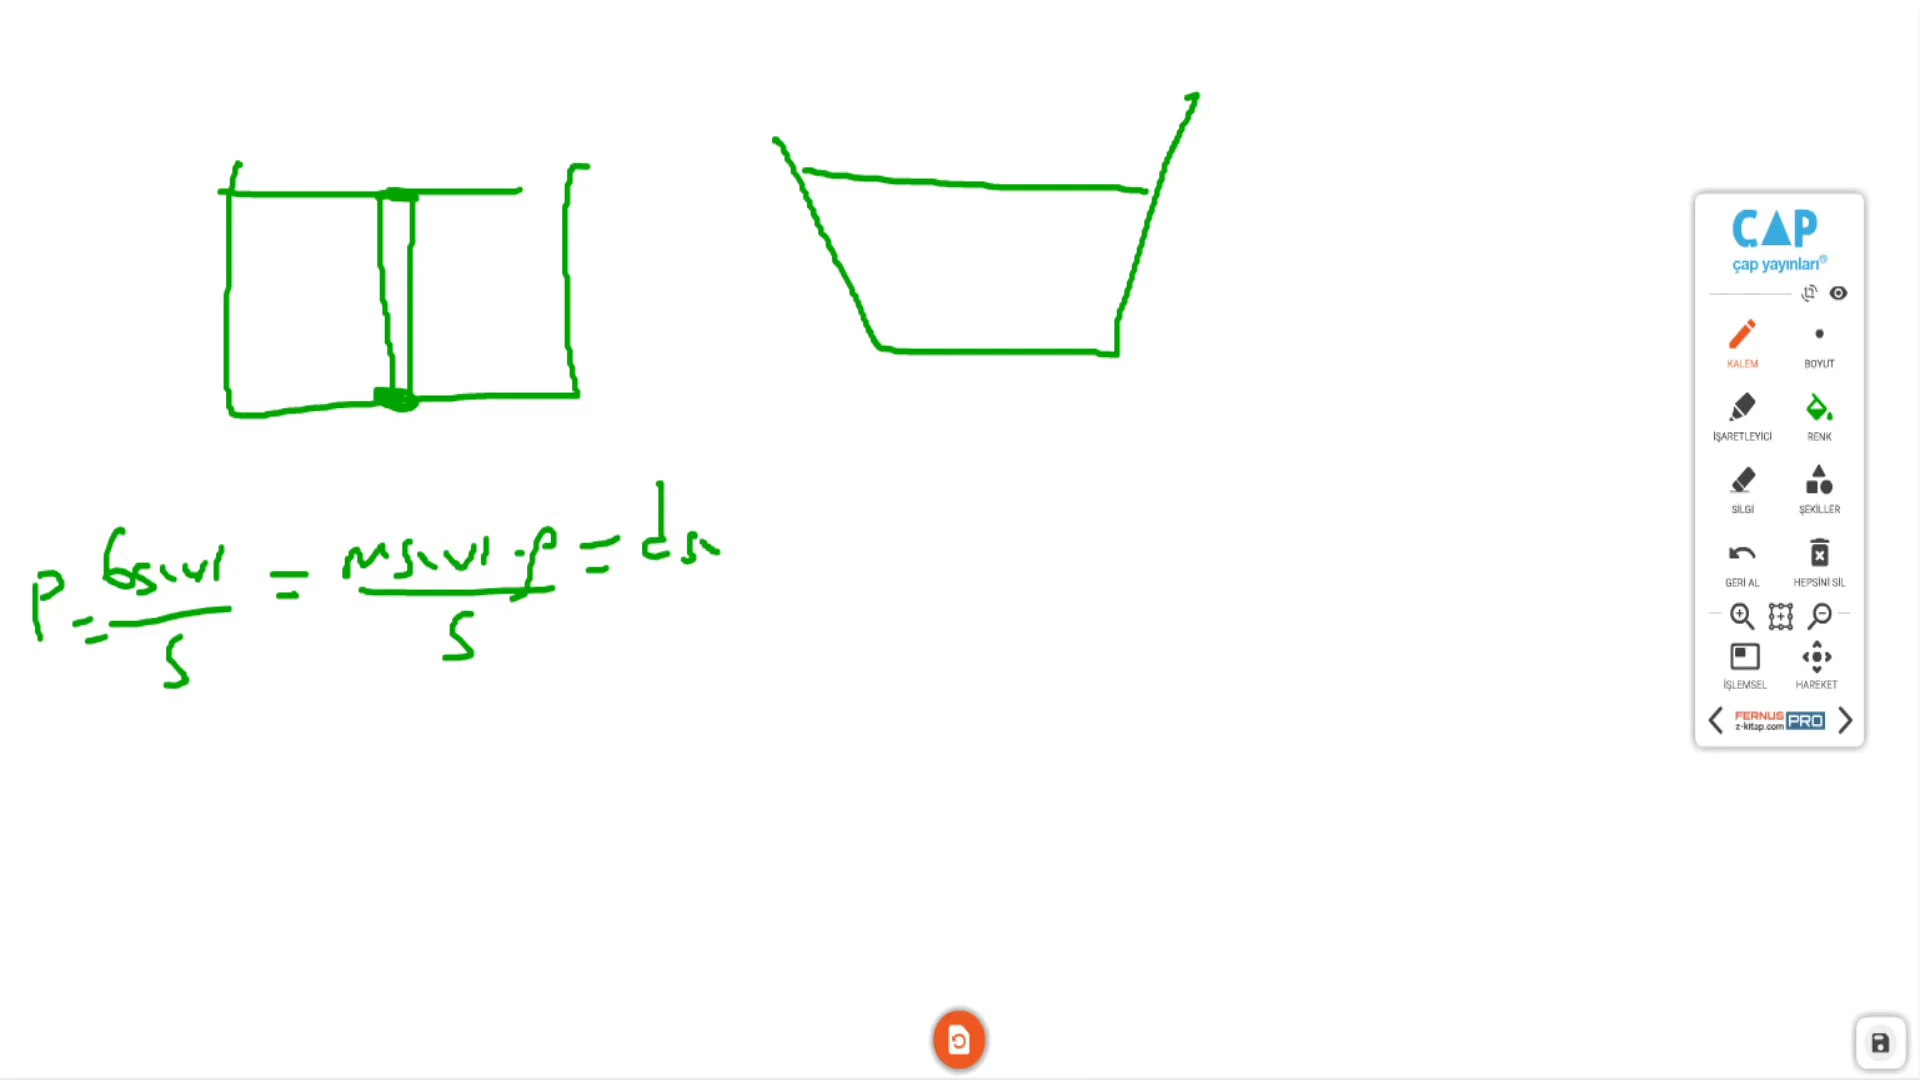 P = Gsıvı / S = msıvı . g / S = ds
ÇAP
çap yayınları®
KALEM BOYUT
İŞARETLEYİCİ RENK
SİLGİ ŞEKİLLER
GERİ AL HEPSİNİ SİL
İŞLEMSEL HAREKET
FERNUS PRO
z-kitap.com